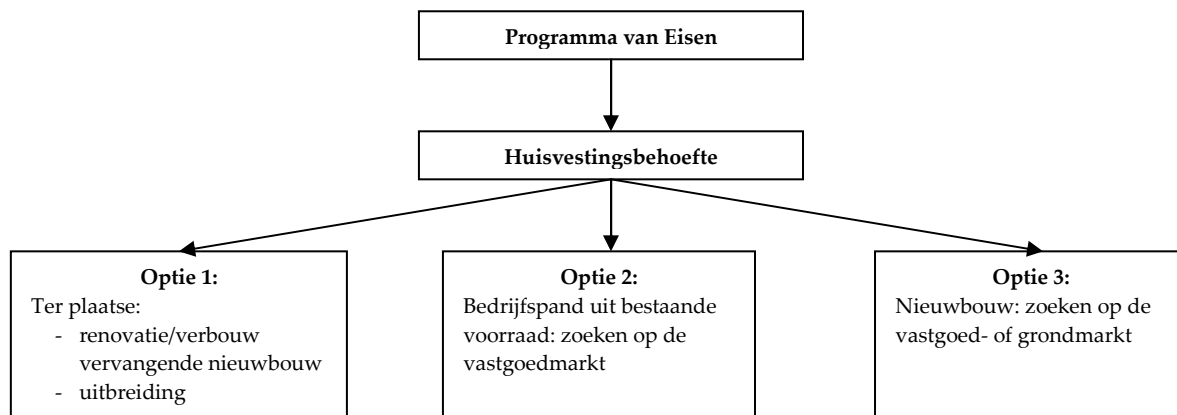 Programma van Eisen
Huisvestingsbehoefte
Optie 1:
Ter plaatse:
- renovatie/verbouw
vervangende nieuwbouw
- uitbreiding
Optie 2:
Bedrijfspand uit bestaande
voorraad: zoeken op de
vastgoedmarkt
Optie 3:
Nieuwbouw: zoeken op de
vastgoed- of grondmarkt